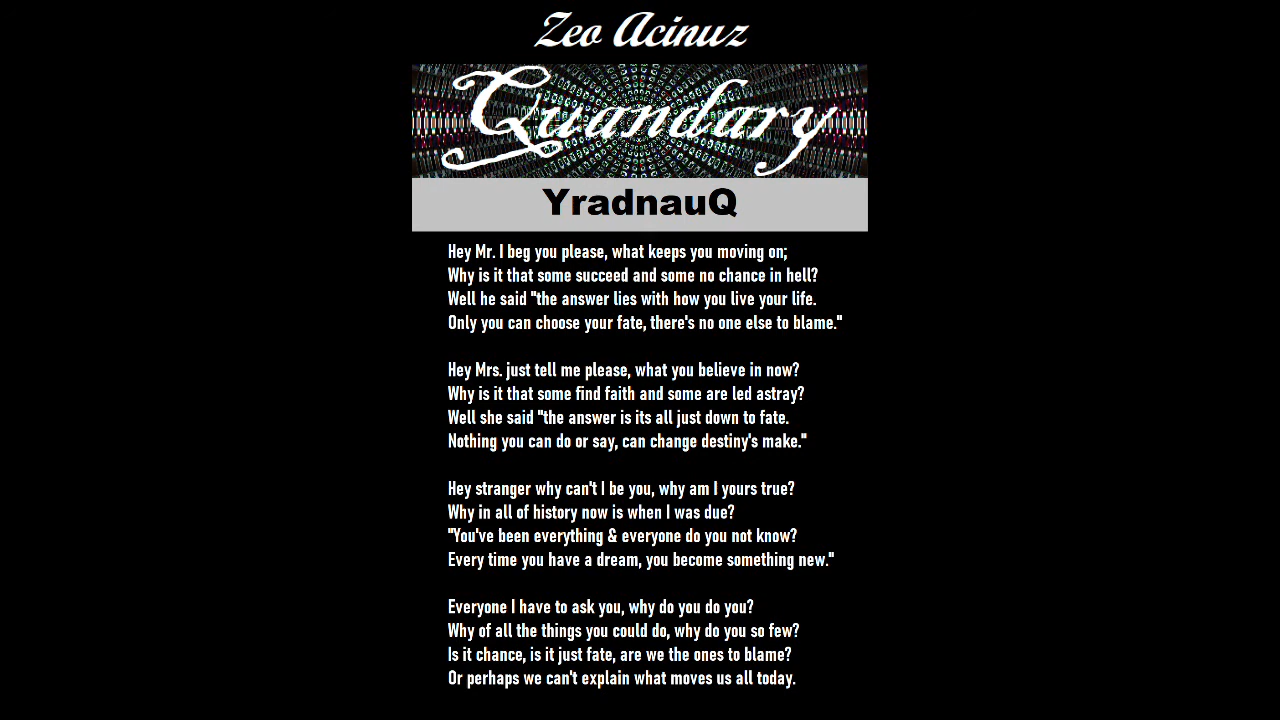 Zeo Acinuz
Quandary
YradnauQ
Hey Mr. I beg you please, what keeps you moving on;
Why is it that some succeed and some no chance in hell?
Well he said "the answer lies with how you live your life.
Only you can choose your fate, there's no one else to blame."
Hey Mrs. just tell me please, what you believe in now?
Why is it that some find faith and some are led astray?
Well she said "the answer is its all just down to fate.
Nothing you can do or say, can change destiny's make."
Hey stranger why can't I be you, why am I yours true?
Why in all of history now is when I was due?
"You've been everything & everyone do you not know?
Every time you have a dream, you become something new."
Everyone I have to ask you, why do you do you?
Why of all the things you could do, why do you so few?
Is it chance, is it just fate, are we the ones to blame?
Or perhaps we can't explain what moves us all today.